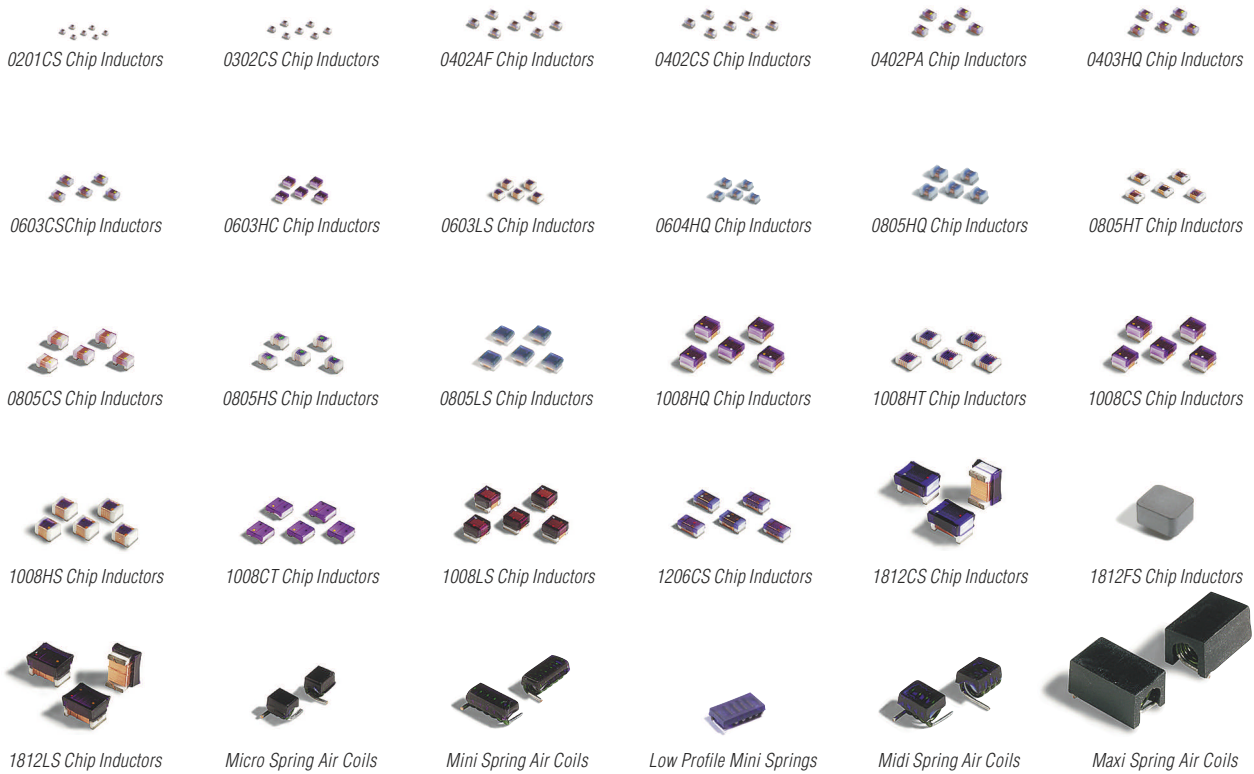 0201CS Chip Inductors
0302CS Chip Inductors
0402AF Chip Inductors
0402CS Chip Inductors
0402PA Chip Inductors
0403HQ Chip Inductors
0603CSChip Inductors
0603HC Chip Inductors
0603LS Chip Inductors
0604HQ Chip Inductors
0805HQ Chip Inductors
0805HT Chip Inductors
0805CS Chip Inductors
0805HS Chip Inductors
0805LS Chip Inductors
1008HQ Chip Inductors
1008HT Chip Inductors
1008CS Chip Inductors
1008HS Chip Inductors
1008CT Chip Inductors
1008LS Chip Inductors
1206CS Chip Inductors
1812CS Chip Inductors
1812FS Chip Inductors
1812LS Chip Inductors
Micro Spring Air Coils
Mini Spring Air Coils
Low Profile Mini Springs
Midi Spring Air Coils
Maxi Spring Air Coils